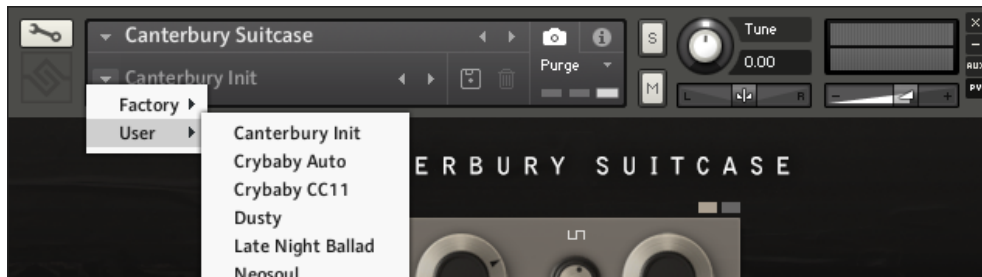 Canterbury Suitcase
Canterbury Init
Purge
S
M
Tune
0.00
L
R
AUX
PV
Factory
User
Canterbury Init
Crybaby Auto
Crybaby CC11
Dusty
Late Night Ballad
Neosoul
ERBURY SUITCASE